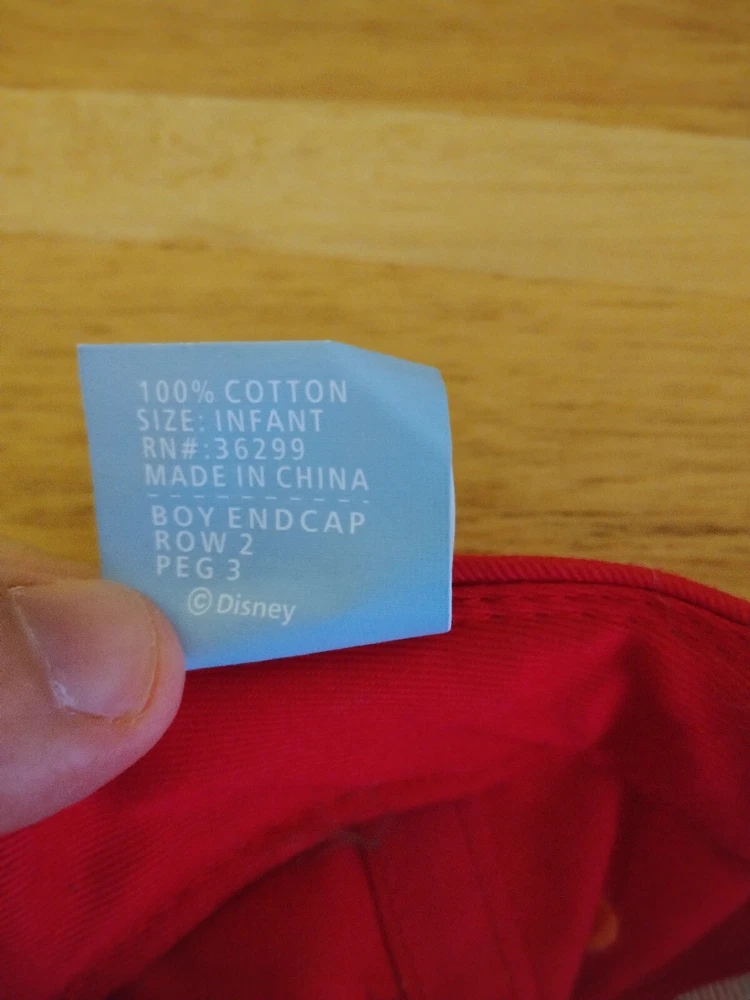 100% COTTON
SIZE: INFANT
RN#:36299
MADE IN CHINA
BOY ENDCAP
ROW 2
PEG 3
© Disney